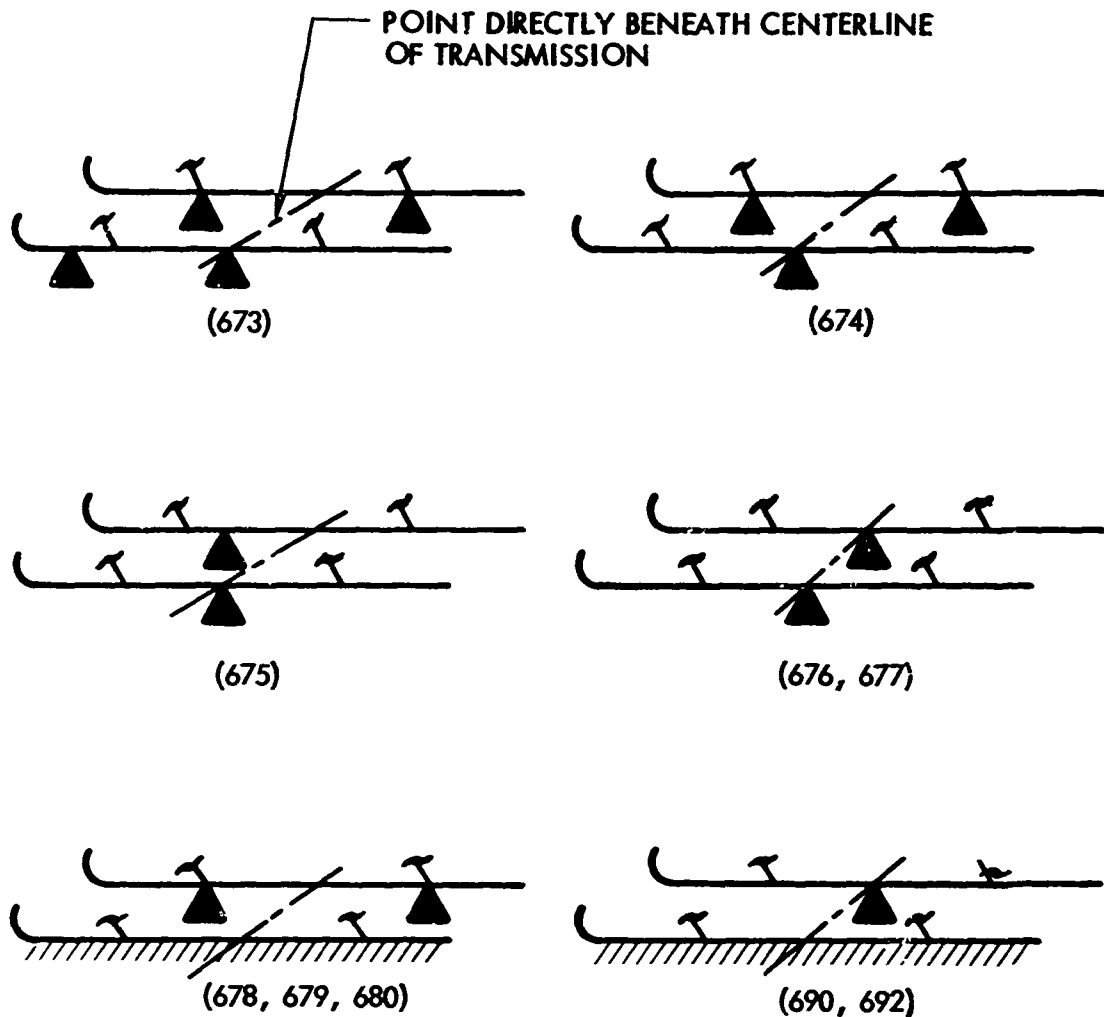 POINT DIRECTLY BENEATH CENTERLINE
OF TRANSMISSION
(673)
(674)
(675)
(676, 677)
(678, 679, 680)
(690, 692)